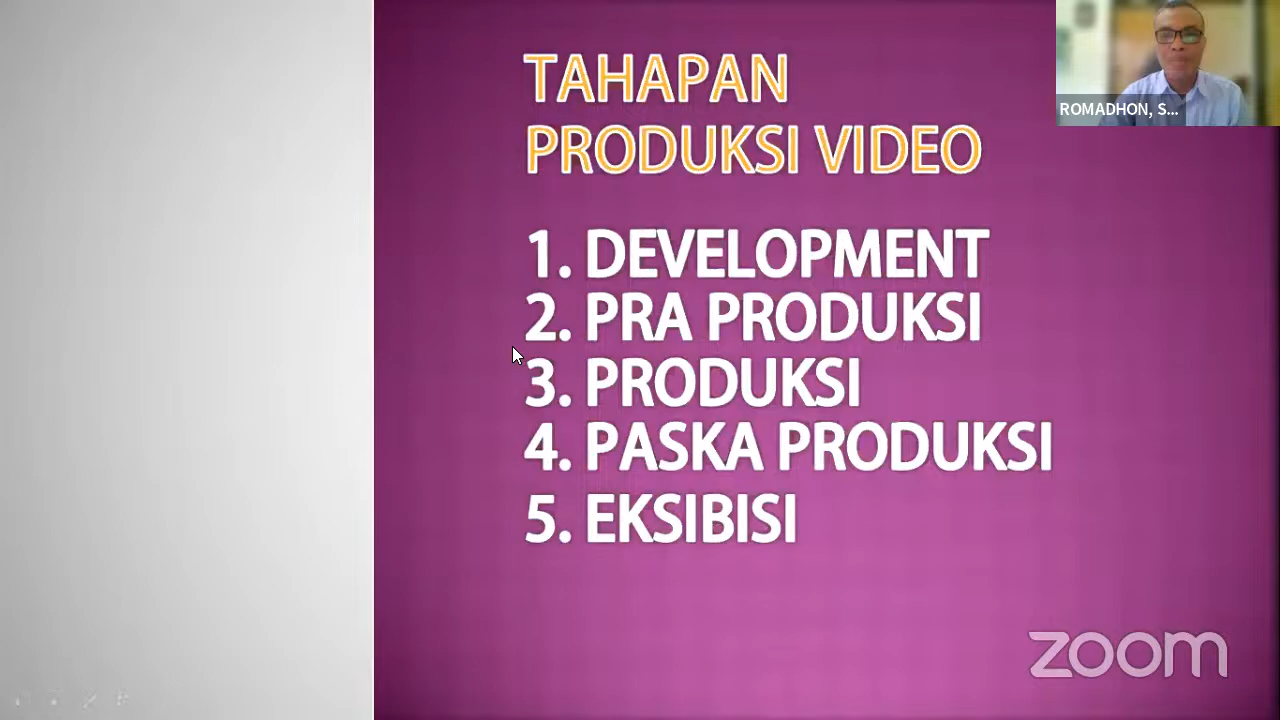 TAHAPAN
PRODUKSI VIDEO
1. DEVELOPMENT
2. PRA PRODUKSI
3. PRODUKSI
4. PASKA PRODUKSI
5. EKSIBISI
ROMADHON, S...
zoom